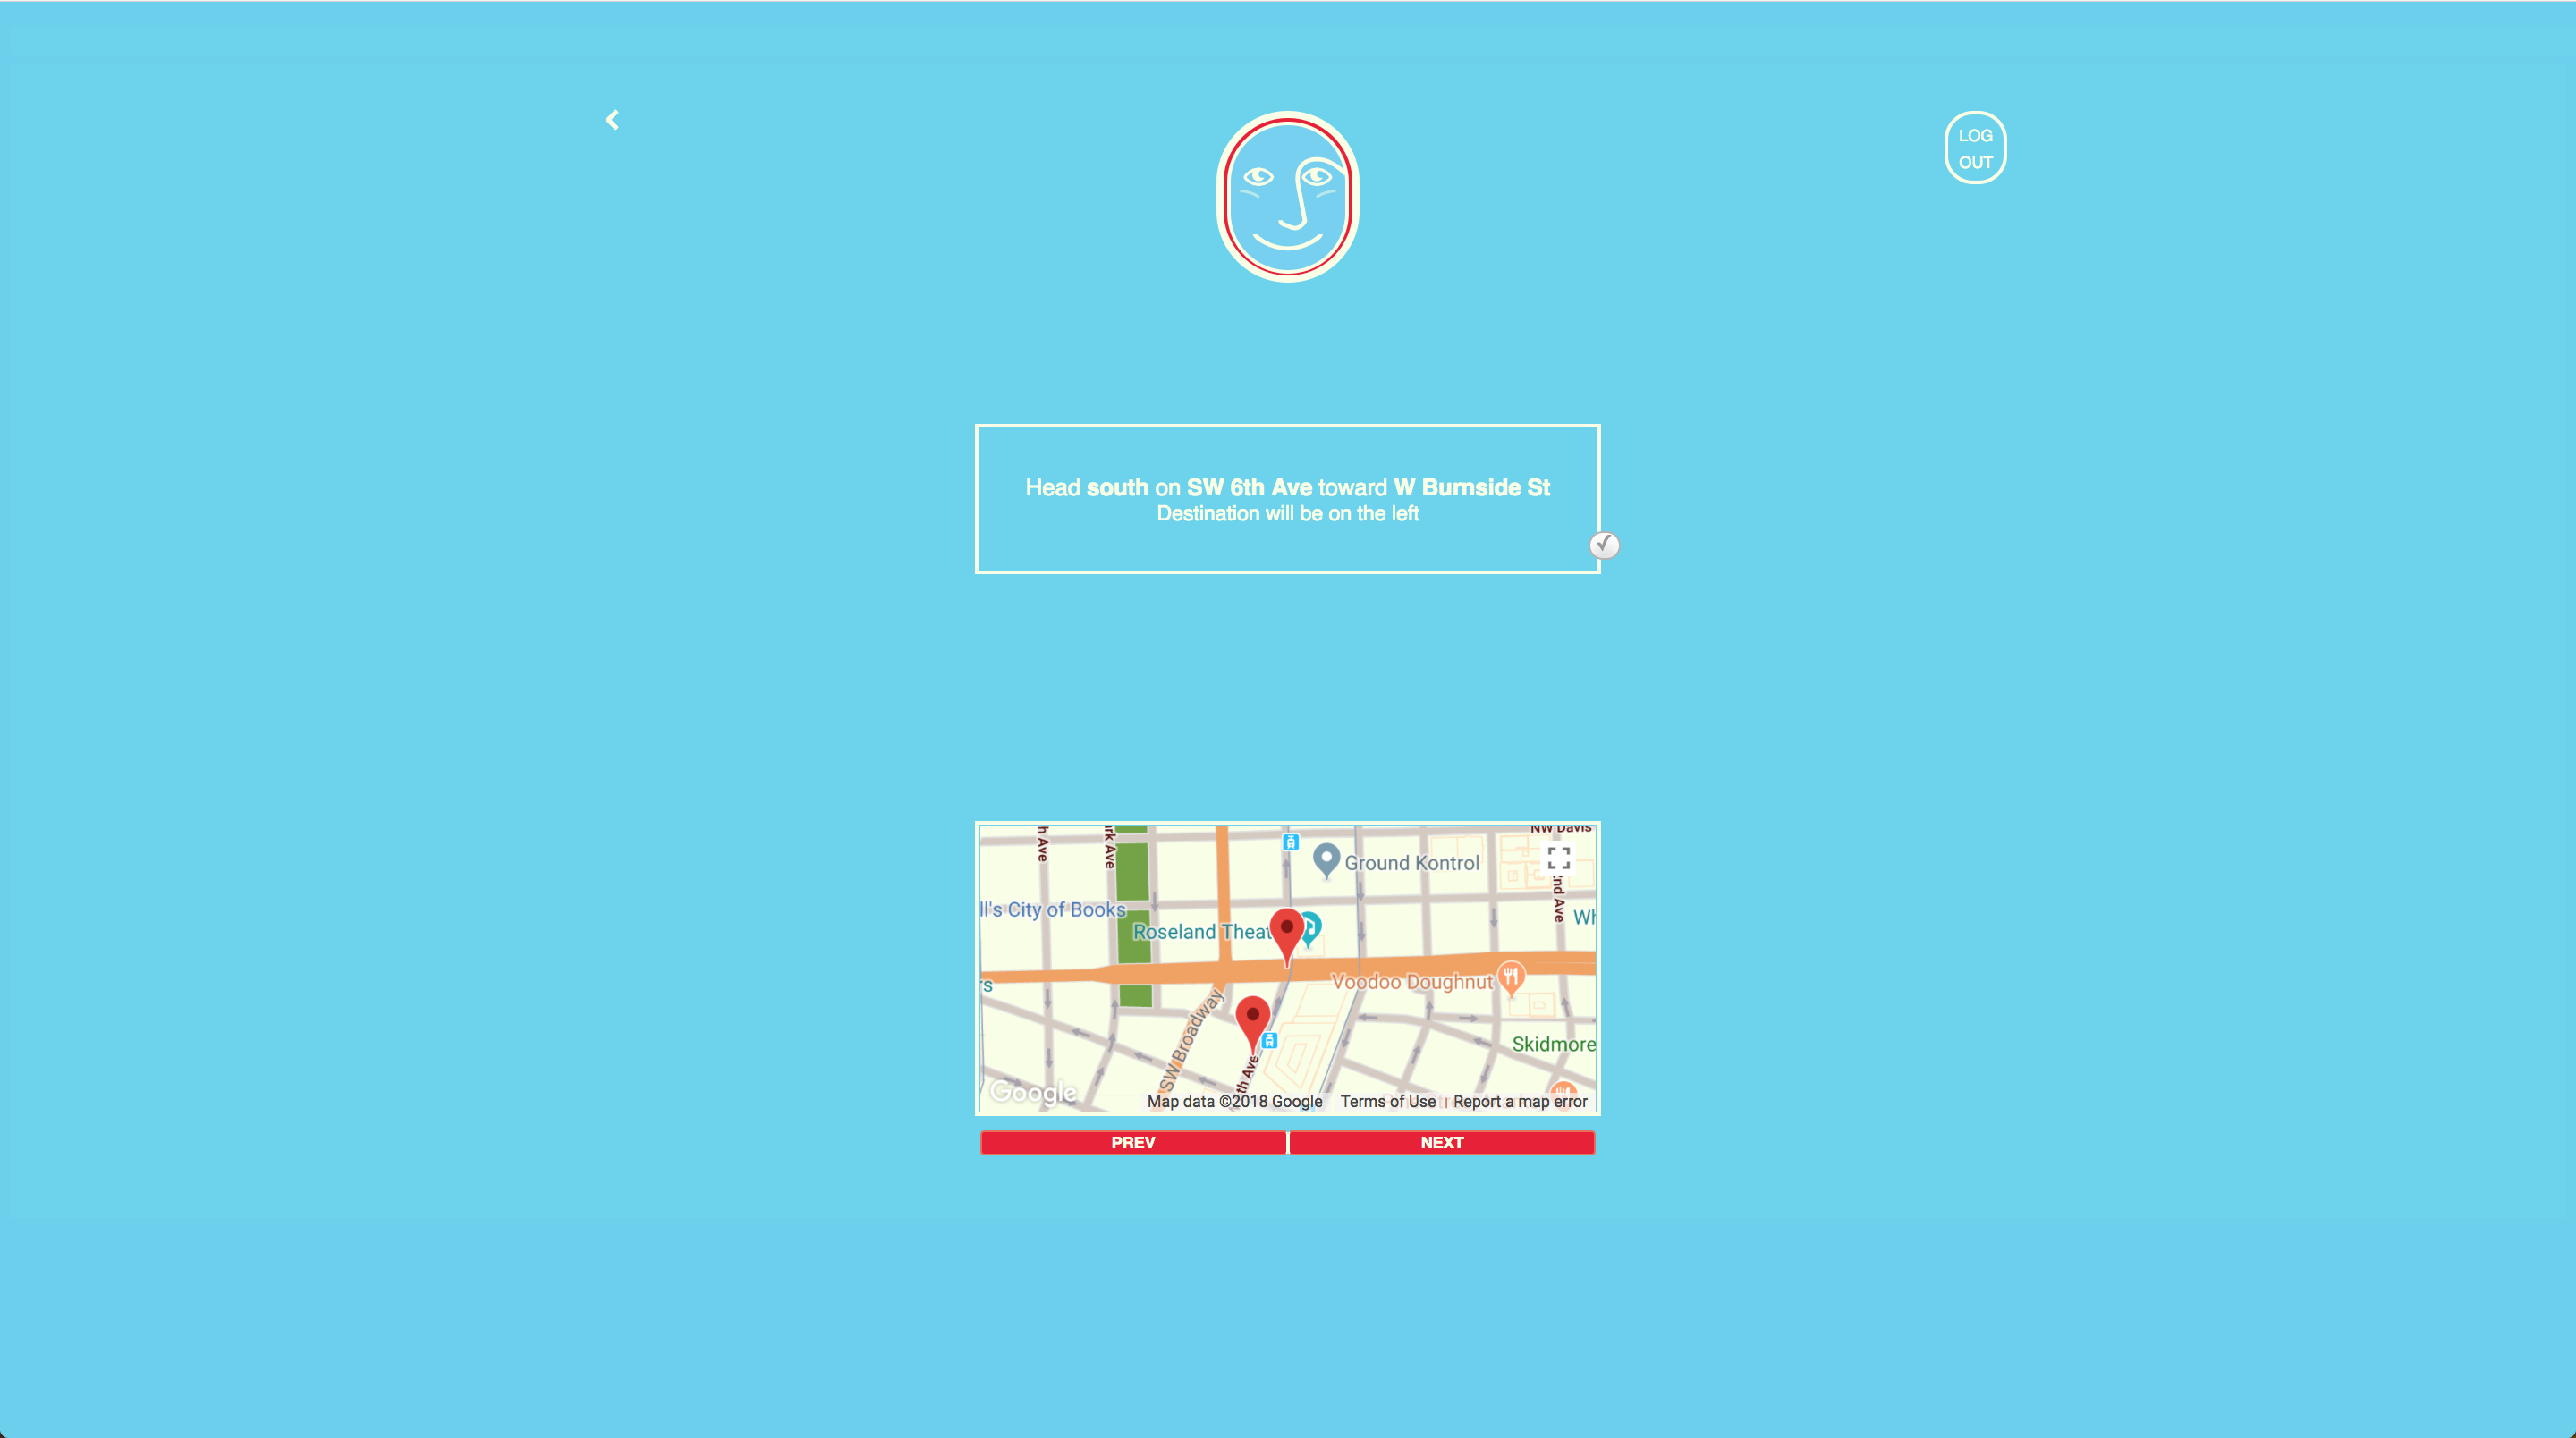 LOG
OUT
Head south on SW 6th Ave toward W Burnside St
Destination will be on the left
h Ave
rk Ave
NW Davis
Ground Kontrol
nd Ave
ll's City of Books
Wh
Roseland Theat
Voodoo Doughnut
rs
SW Broadway
Skidmore
th Ave
Google
Map data ©2018 Google Terms of Use Report a map error
PREV NEXT